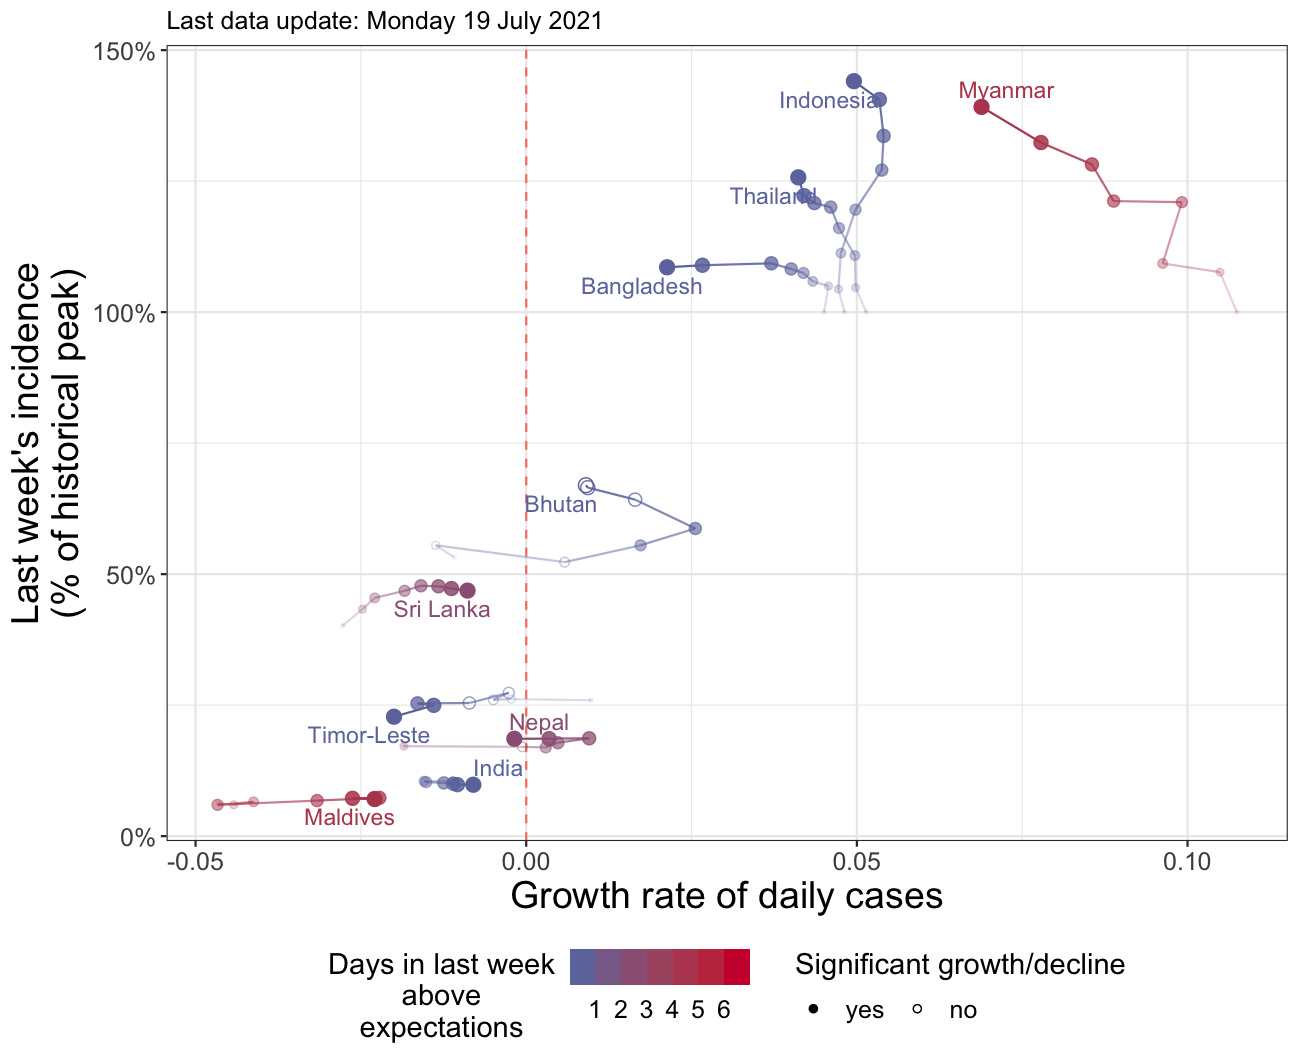 Last data update: Monday 19 July 2021
150%
100%
50%
0%
Last week's incidence
(% of historical peak)
Indonesia
Myanmar
Thailand
Bangladesh
Bhutan
Sri Lanka
Timor-Leste
Nepal
India
Maldives
-0.05 0.00 0.05 0.10
Growth rate of daily cases
Days in last week
above
expectations
1 2 3 4 5 6
Significant growth/decline
yes no